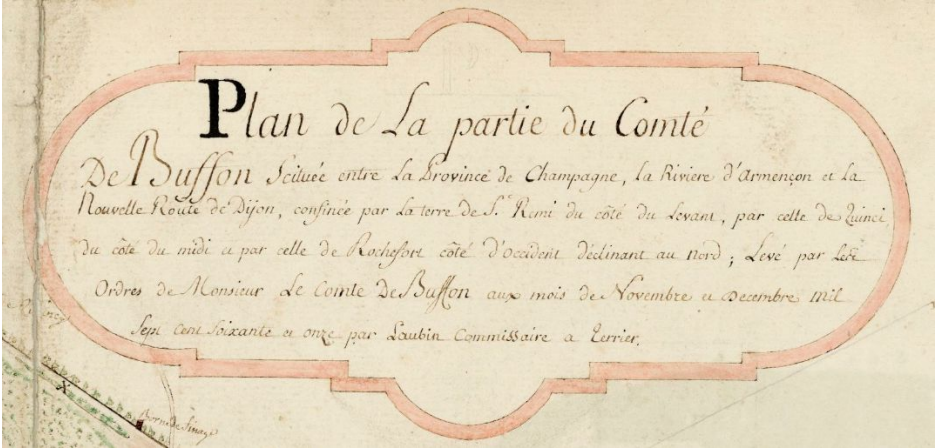 Plan de La partie du Comté
De Buffon Scituée entre La Province de Champagne, la Riviere d'Armençon et La
Nouvelle Route de Dijon, confinée par La terre de S.t Remi du côté du Levant, par celle de Quinci
du côté du midi et par celle de Rochefort côté d'occident déclinant au nord ; Levé par
Ordres de Monsieur Le Comte De Buffon aux mois de Novembre et Decembre mil
Sept Cent Soixante et onze par Laubin Commissaire a Terrier.
Borne de finage